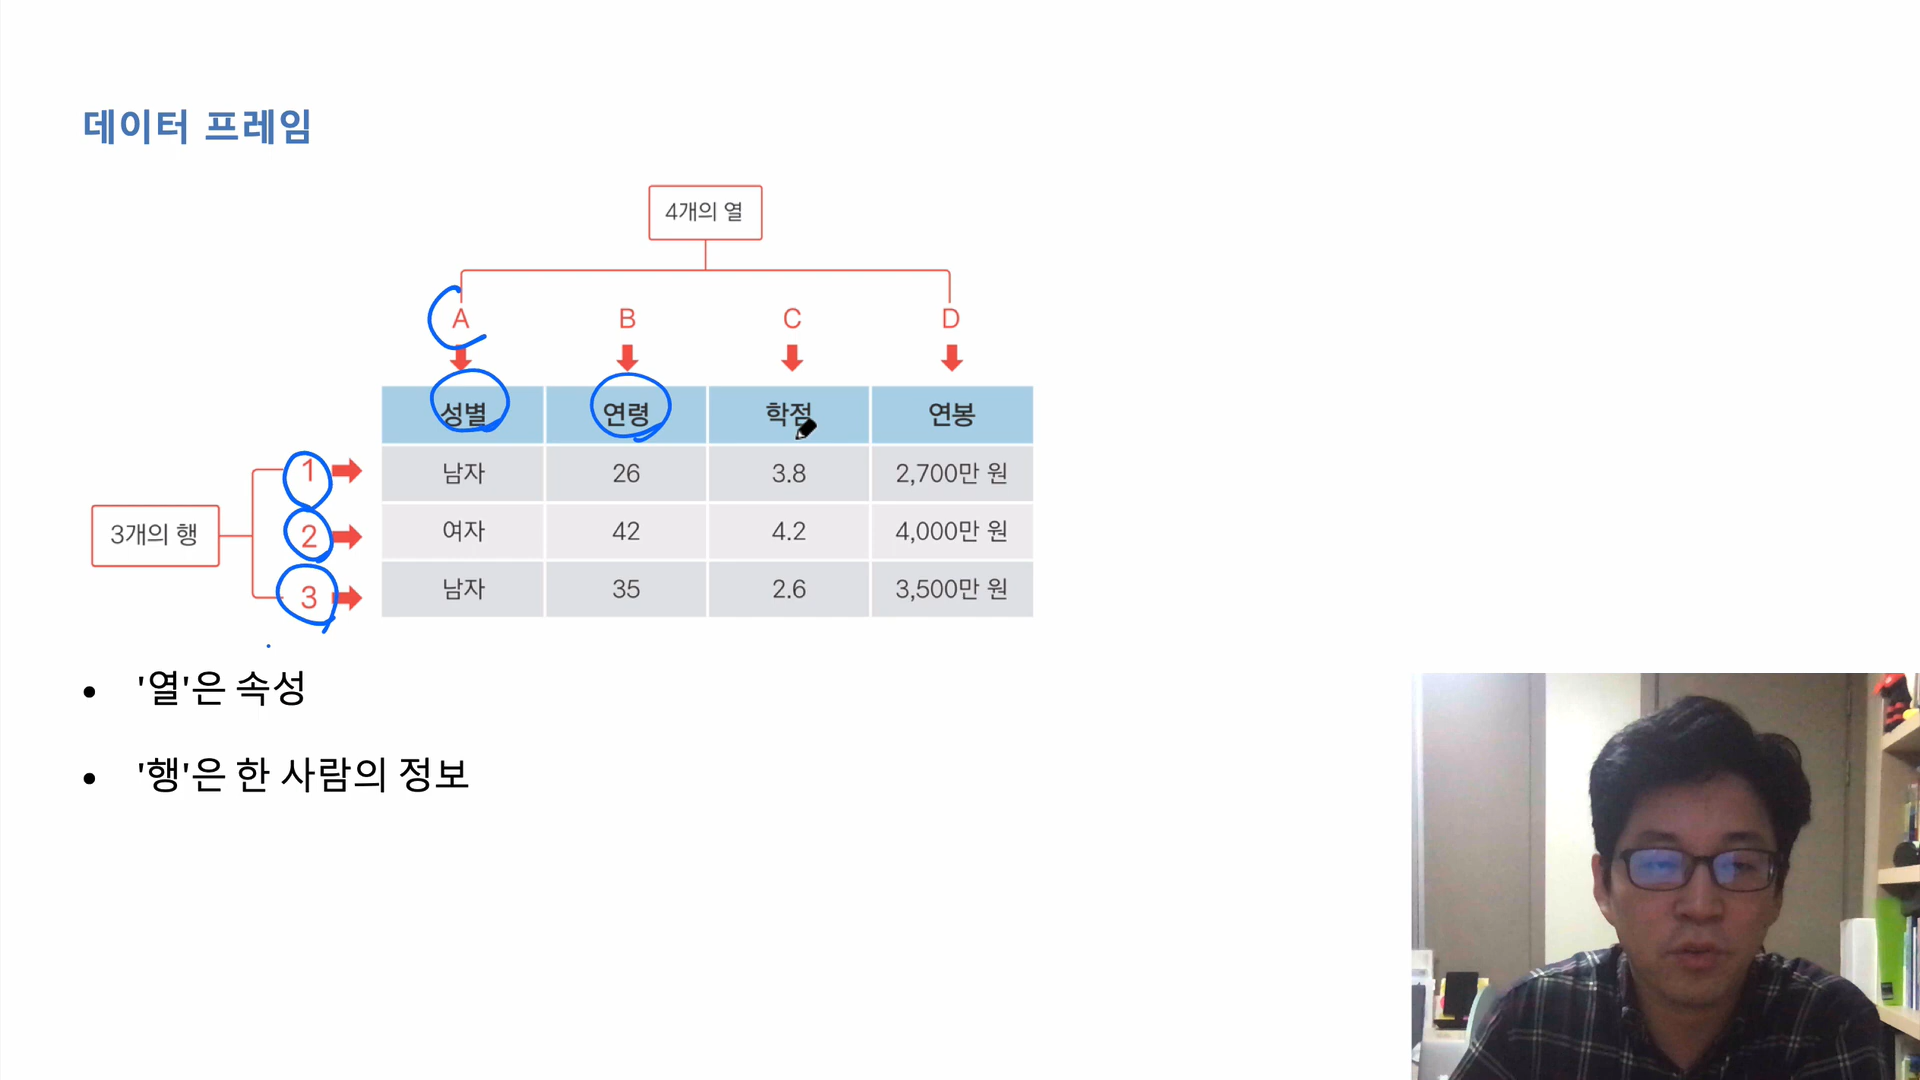 데이터 프레임
4개의 열
A B C D
성별 연령 학점 연봉
1 남자 26 3.8 2,700만 원
3개의 행
2 여자 42 4.2 4,000만 원
3 남자 35 2.6 3,500만 원
• '열'은 속성
• '행'은 한 사람의 정보